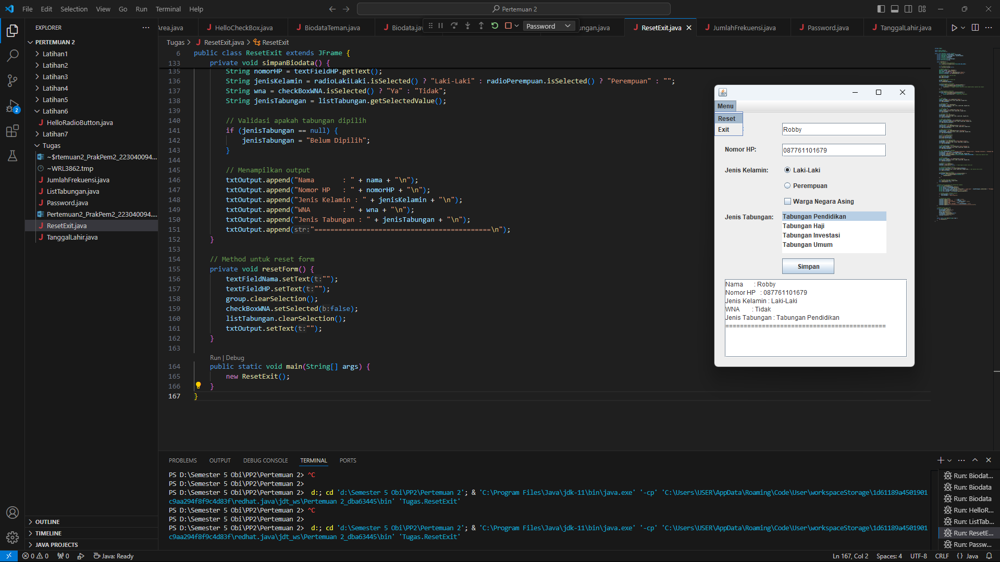 File Edit Selection View Go Run Terminal Help
Pertemuan 2
EXPLORER
Area.java HelloCheckBox.java BiodataTeman.java Biodata.jav Password ungan.java ResetExit.java JumlahFrekuensi.java Password.java TanggalLahir.java
Tugas > ResetExit.java > ResetExit
PERTEMUAN 2
Latihan1
Latihan2
Latihan3
Latihan4
Latihan5
Latihan6
HelloRadioButton.java
Latihan7
Tugas
~$rtemuan2_PrakPem2_223040094...
~WRL3862.tmp
JumlahFrekuensi.java
ListTabungan.java
Password.java
Pertemuan2_PrakPem2_223040094....
ResetExit.java
TanggalLahir.java
2
OUTLINE
TIMELINE
JAVA PROJECTS
6 public class ResetExit extends JFrame {
133 private void simpanBiodata() {
135 String nomorHP = textFieldHP.getText();
136 String jenisKelamin = radioLakiLaki.isSelected() ? "Laki-Laki" : radioPerempuan.isSelected() ? "Perempuan" : "";
137 String wna = checkBoxWNA.isSelected() ? "Ya" : "Tidak";
138 String jenisTabungan = listTabungan.getSelectedValue();
139
140 // Validasi apakah tabungan dipilih
141 if (jenisTabungan == null) {
142 jenisTabungan = "Belum Dipilih";
143 }
144
145 // Menampilkan output
146 txtOutput.append("Nama       : " + nama + "\n");
147 txtOutput.append("Nomor HP   : " + nomorHP + "\n");
148 txtOutput.append("Jenis Kelamin : " + jenisKelamin + "\n");
149 txtOutput.append("WNA        : " + wna + "\n");
150 txtOutput.append("Jenis Tabungan : " + jenisTabungan + "\n");
151 txtOutput.append(str:"============================================\n");
152 }
153
154 // Method untuk reset form
155 private void resetForm() {
156 textFieldNama.setText(t:"");
157 textFieldHP.setText(t:"");
158 group.clearSelection();
159 checkBoxWNA.setSelected(b:false);
160 listTabungan.clearSelection();
161 txtOutput.setText(t:"");
162 }
163
Run | Debug
164 public static void main(String[] args) {
165 new ResetExit();
166 }
167 }
Menu
Reset
Exit
Robby
Nomor HP: 087761101679
Jenis Kelamin: Laki-Laki
Perempuan
Warga Negara Asing
Jenis Tabungan: Tabungan Pendidikan
Tabungan Haji
Tabungan Investasi
Tabungan Umum
Simpan
Nama : Robby
Nomor HP : 087761101679
Jenis Kelamin : Laki-Laki
WNA : Tidak
Jenis Tabungan : Tabungan Pendidikan
============================================
PROBLEMS OUTPUT DEBUG CONSOLE TERMINAL PORTS
PS D:\Semester 5 Obi\PP2\Pertemuan 2> ^C
PS D:\Semester 5 Obi\PP2\Pertemuan 2>
PS D:\Semester 5 Obi\PP2\Pertemuan 2> d:; cd 'd:\Semester 5 Obi\PP2\Pertemuan 2'; & 'C:\Program Files\Java\jdk-11\bin\java.exe' '-cp' 'C:\Users\USER\AppData\Roaming\Code\User\workspaceStorage\1d61189a4501901
c9aa294f8f9c4d83f\redhat.java\jdt_ws\Pertemuan 2_dba63445\bin' 'Tugas.ResetExit'
PS D:\Semester 5 Obi\PP2\Pertemuan 2> ^C
PS D:\Semester 5 Obi\PP2\Pertemuan 2>
PS D:\Semester 5 Obi\PP2\Pertemuan 2> d:; cd 'd:\Semester 5 Obi\PP2\Pertemuan 2'; & 'C:\Program Files\Java\jdk-11\bin\java.exe' '-cp' 'C:\Users\USER\AppData\Roaming\Code\User\workspaceStorage\1d61189a4501901
c9aa294f8f9c4d83f\redhat.java\jdt_ws\Pertemuan 2_dba63445\bin' 'Tugas.ResetExit'
Run: Biodat...
Run: Biodata
Run: Biodata
Run: HelloR...
Run: ListTab...
Run: ResetE...
Run: Passw...
0 0 0 Java: Ready Ln 167, Col 2 Spaces: 4 UTF-8 CRLF {} Java